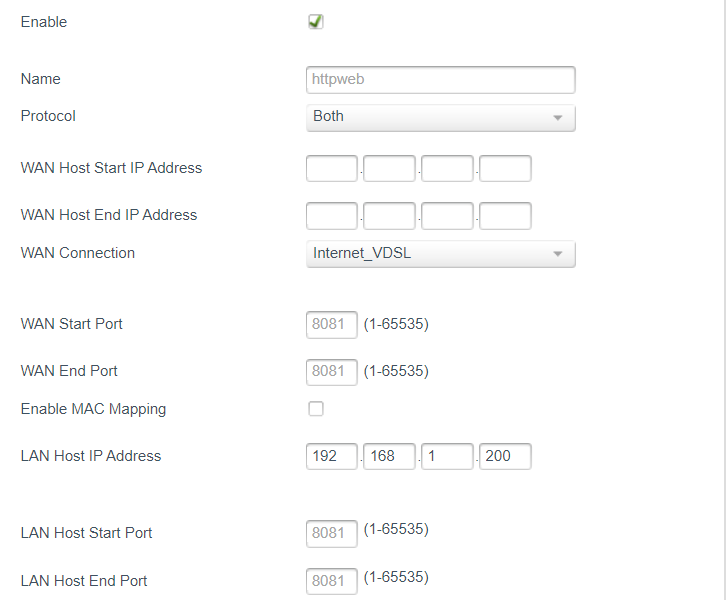 Enable
Name httpweb
Protocol Both
WAN Host Start IP Address . . .
WAN Host End IP Address . . .
WAN Connection Internet_VDSL
WAN Start Port 8081 (1-65535)
WAN End Port 8081 (1-65535)
Enable MAC Mapping
LAN Host IP Address 192 . 168 . 1 . 200
LAN Host Start Port 8081 (1-65535)
LAN Host End Port 8081 (1-65535)